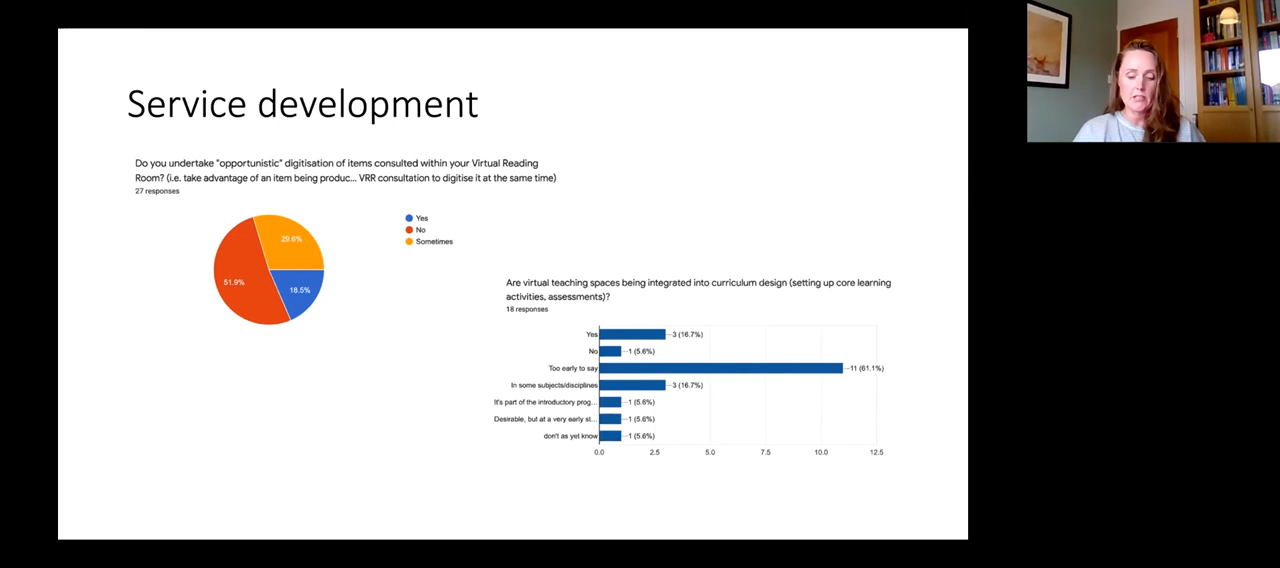 Service development
Do you undertake "opportunistic" digitisation of items consulted within your Virtual Reading
Room? (i.e. take advantage of an item being produc... VRR consultation to digitise it at the same time)
27 responses
29.6%
51.9%
18.5%
Yes
No
Sometimes
Are virtual teaching spaces being integrated into curriculum design (setting up core learning
activities, assessments)?
18 responses
Yes 3 (16.7%)
No 1 (5.6%)
Too early to say 11 (61.1%)
In some subjects/disciplines 3 (16.7%)
It's part of the introductory prog... 1 (5.6%)
Desirable, but at a very early st... 1 (5.6%)
don't as yet know 1 (5.6%)
0.0 2.5 5.0 7.5 10.0 12.5